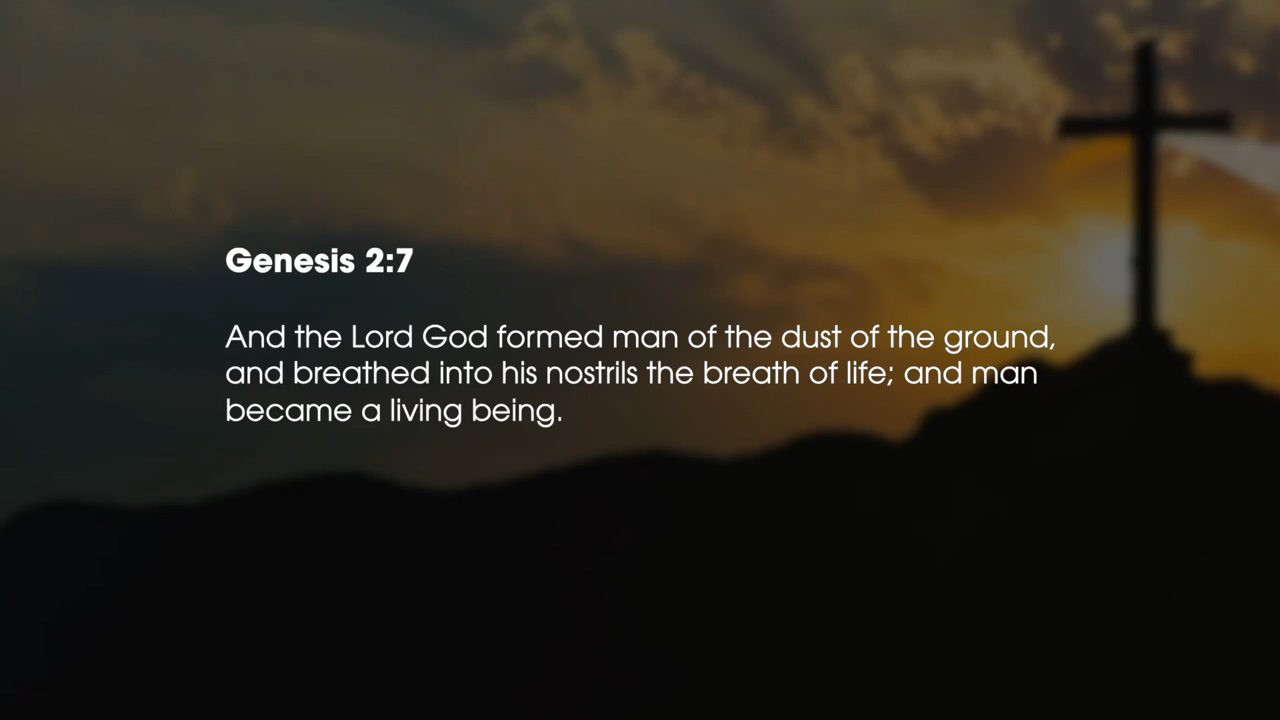 Genesis 2:7
And the Lord God formed man of the dust of the ground,
and breathed into his nostrils the breath of life; and man
became a living being.